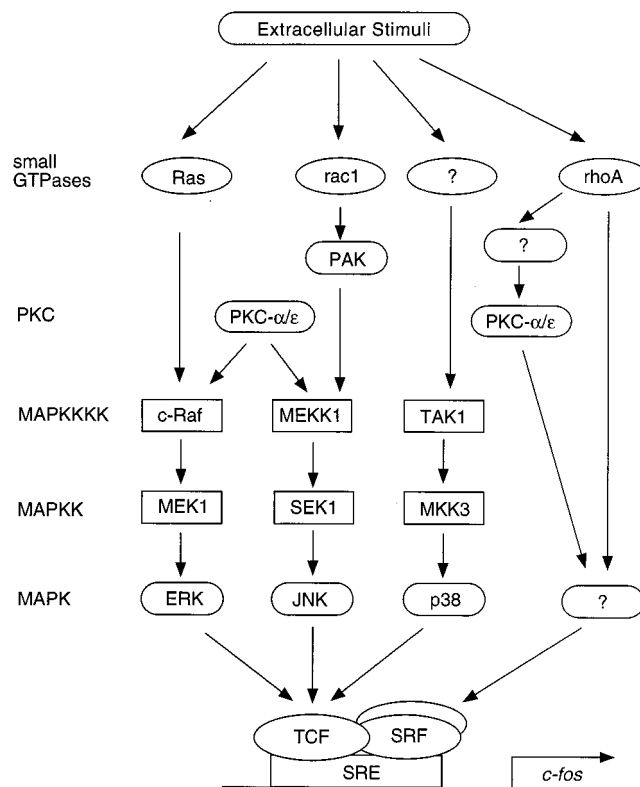 Extracellular Stimuli
small
GTPases
Ras
rac1
?
rhoA
PAK
?
PKC
PKC-α/ε
PKC-α/ε
MAPKKKK
c-Raf
MEKK1
TAK1
MAPKK
MEK1
SEK1
MKK3
MAPK
ERK
JNK
p38
?
TCF
SRF
SRE
c-fos